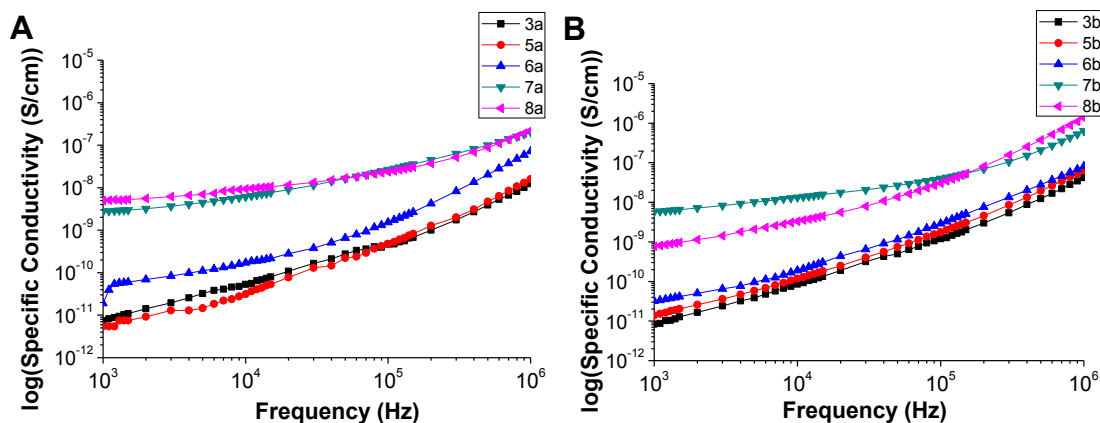 A
3a
5a
6a
7a
8a
log(Specific Conductivity (S/cm))
10^-5
10^-6
10^-7
10^-8
10^-9
10^-10
10^-11
10^-12
10^3
10^4
10^5
10^6
Frequency (Hz)
B
3b
5b
6b
7b
8b
log(Specific Conductivity (S/cm))
10^-5
10^-6
10^-7
10^-8
10^-9
10^-10
10^-11
10^-12
10^3
10^4
10^5
10^6
Frequency (Hz)